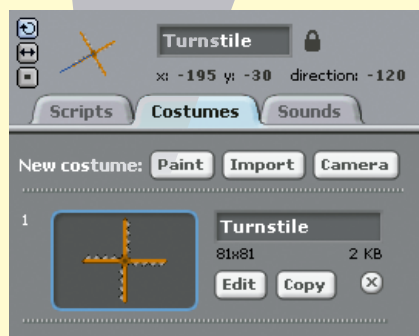 Turnstile
x: -195 y: -30 direction: -120
Scripts Costumes Sounds
New costume: Paint Import Camera
1
Turnstile
81x81 2 KB
Edit Copy